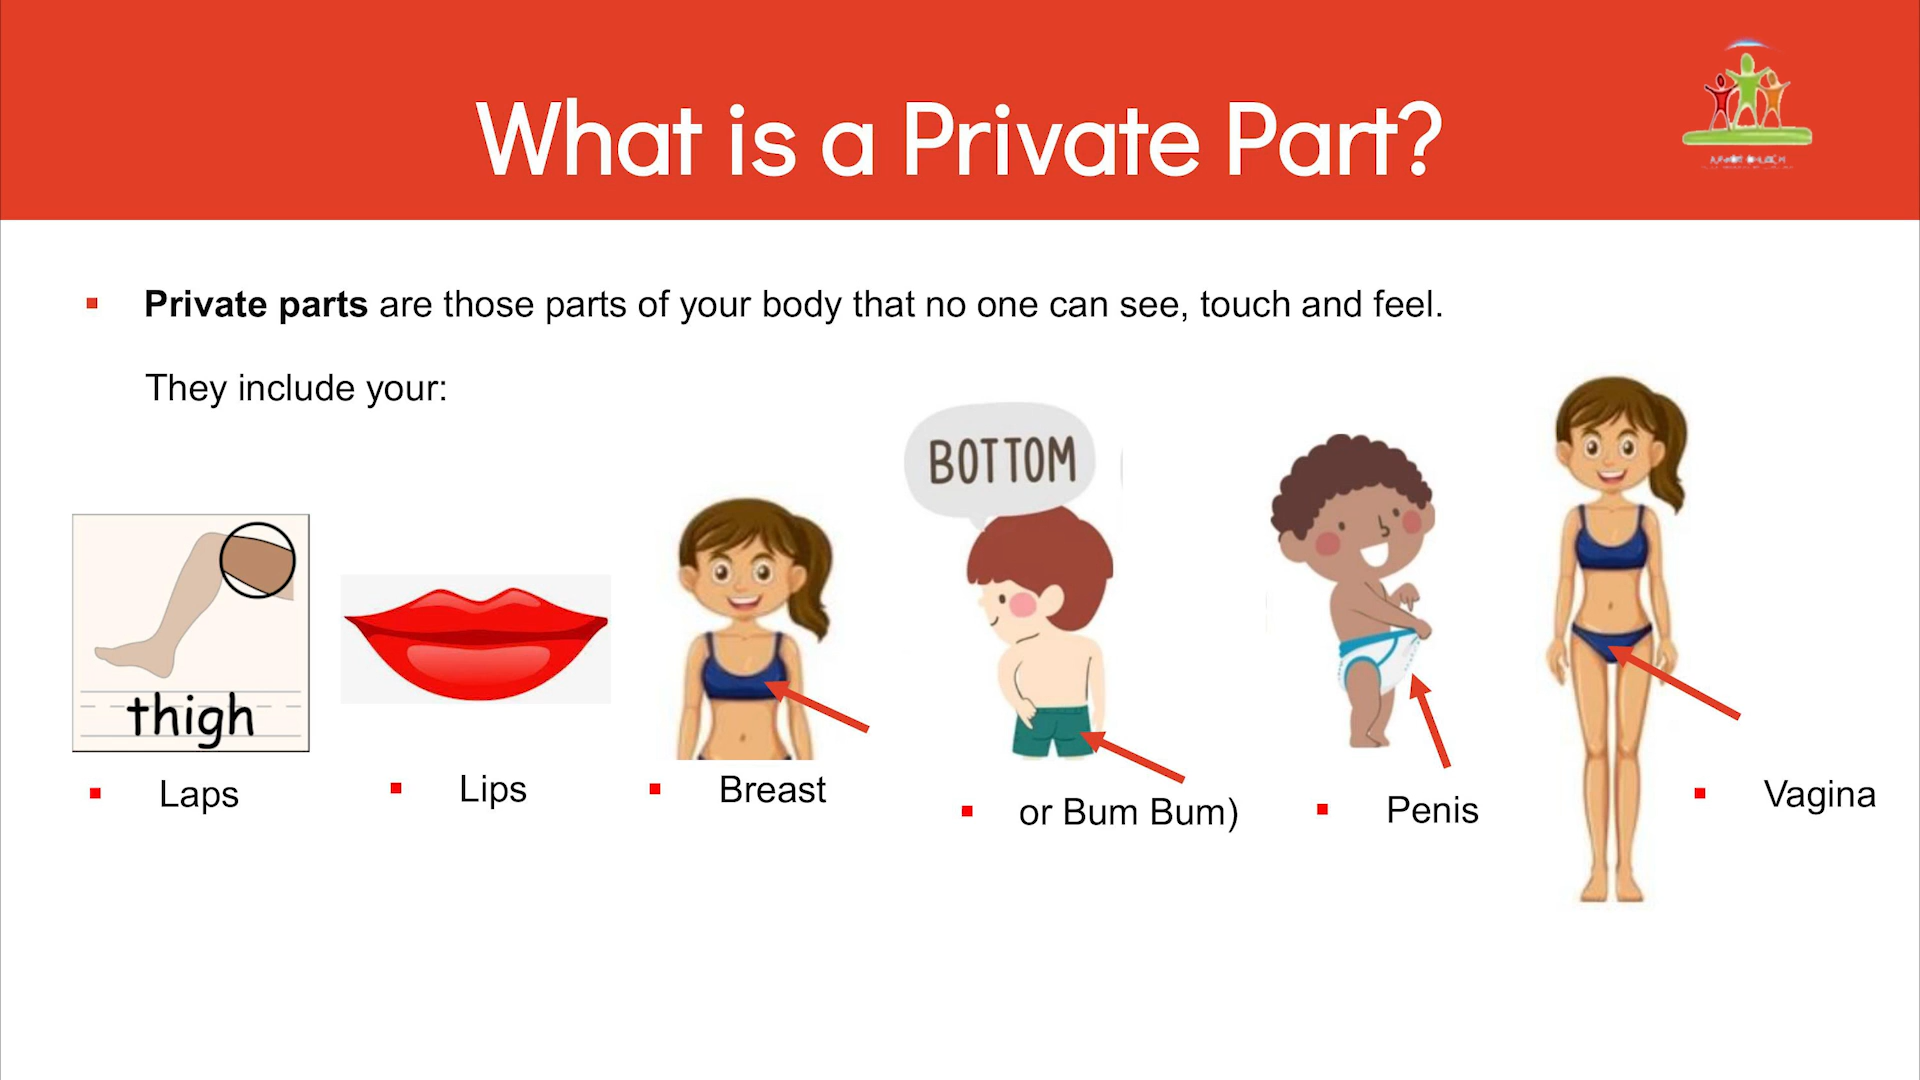 What is a Private Part?
Private parts are those parts of your body that no one can see, touch and feel.
They include your:
BOTTOM
thigh
Laps
Lips
Breast
or Bum Bum)
Penis
Vagina